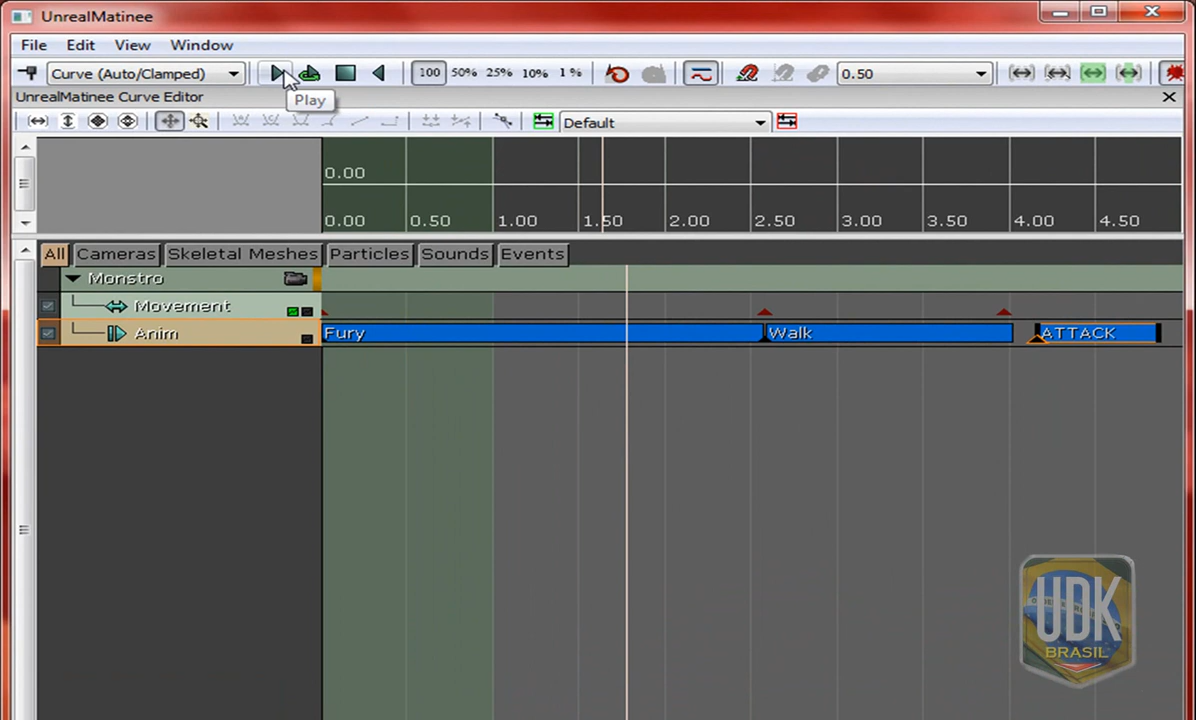 UnrealMatinee
File Edit View Window
Curve (Auto/Clamped) 100 50% 25% 10% 1 % 0.50
Play
UnrealMatinee Curve Editor
Default
0.00
0.00 0.50 1.00 1.50 2.00 2.50 3.00 3.50 4.00 4.50
All Cameras Skeletal Meshes Particles Sounds Events
Monstro
Movement
Anim Fury Walk ATTACK
UDK
BRASIL